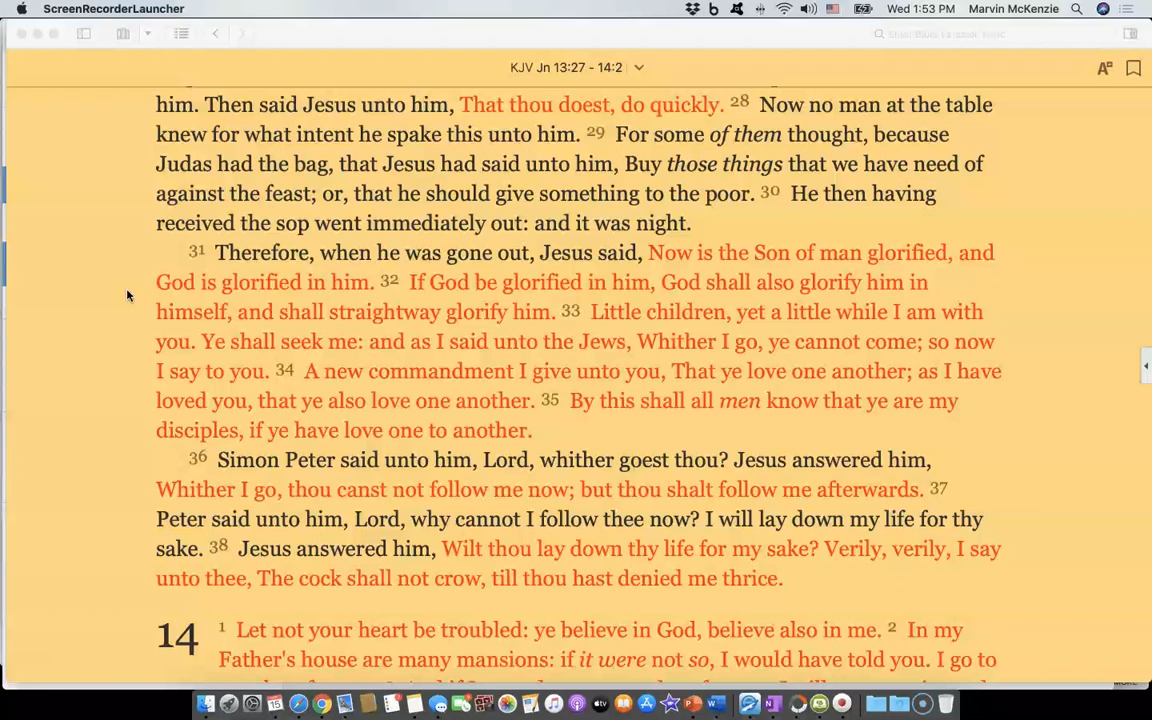 ScreenRecorderLauncher
Wed 1:53 PM Marvin McKenzie
KJV Jn 13:27 - 14:2
him. Then said Jesus unto him, That thou doest, do quickly. 28 Now no man at the table
knew for what intent he spake this unto him. 29 For some of them thought, because
Judas had the bag, that Jesus had said unto him, Buy those things that we have need of
against the feast; or, that he should give something to the poor. 30 He then having
received the sop went immediately out: and it was night.
31 Therefore, when he was gone out, Jesus said, Now is the Son of man glorified, and
God is glorified in him. 32 If God be glorified in him, God shall also glorify him in
himself, and shall straightway glorify him. 33 Little children, yet a little while I am with
you. Ye shall seek me: and as I said unto the Jews, Whither I go, ye cannot come; so now
I say to you. 34 A new commandment I give unto you, That ye love one another; as I have
loved you, that ye also love one another. 35 By this shall all men know that ye are my
disciples, if ye have love one to another.
36 Simon Peter said unto him, Lord, whither goest thou? Jesus answered him,
Whither I go, thou canst not follow me now; but thou shalt follow me afterwards. 37
Peter said unto him, Lord, why cannot I follow thee now? I will lay down my life for thy
sake. 38 Jesus answered him, Wilt thou lay down thy life for my sake? Verily, verily, I say
unto thee, The cock shall not crow, till thou hast denied me thrice.
14 1 Let not your heart be troubled: ye believe in God, believe also in me. 2 In my
Father's house are many mansions: if it were not so, I would have told you. I go to